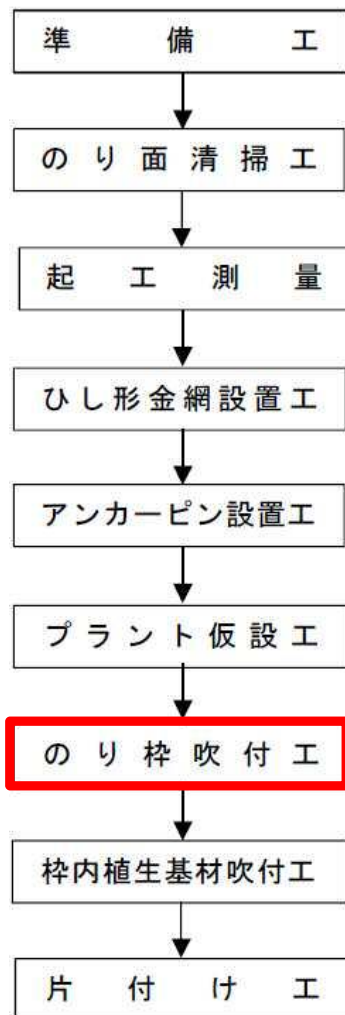 準備工
のり面清掃工
起工測量
ひし形金網設置工
アンカーピン設置工
プラント仮設工
のり枠吹付工
枠内植生基材吹付工
片付け工